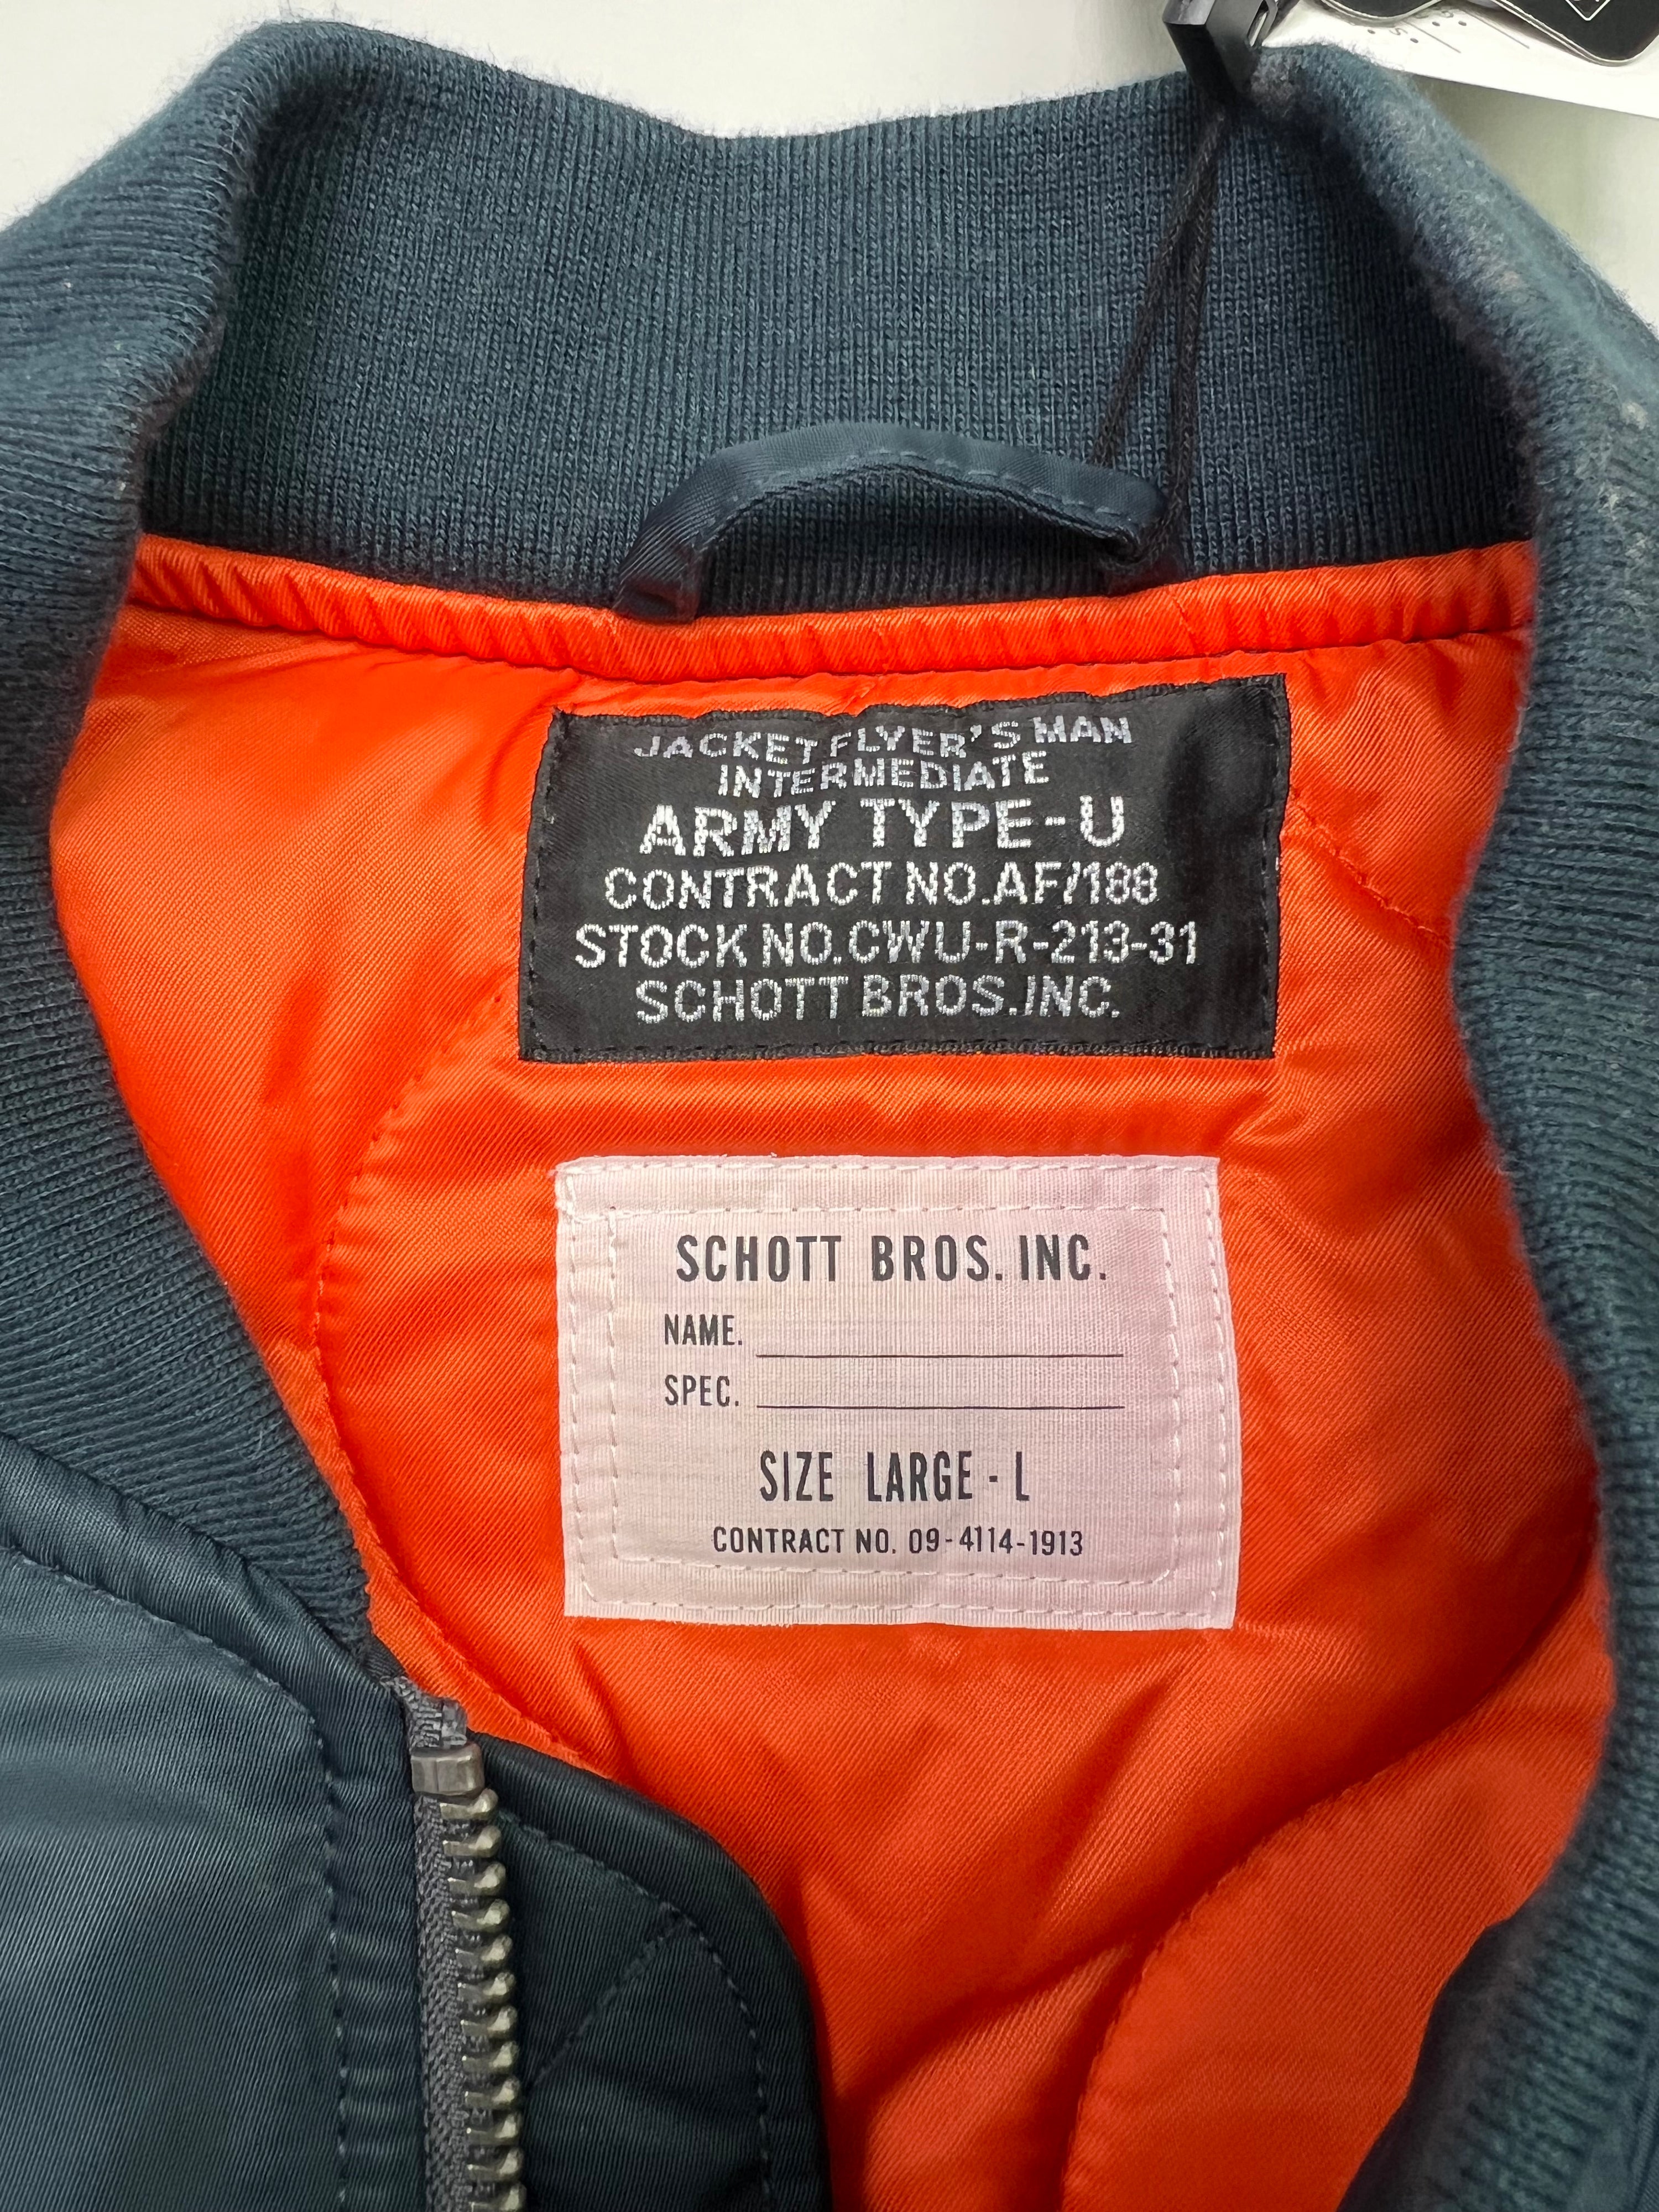 JACKET FLYER'S MAN
INTERMEDIATE
ARMY TYPE-U
CONTRACT NO.AF/188
STOCK NO.CWU-R-213-31
SCHOTT BROS.INC.
SCHOTT BROS. INC.
NAME.
SPEC.
SIZE LARGE - L
CONTRACT NO. 09-4114-1913